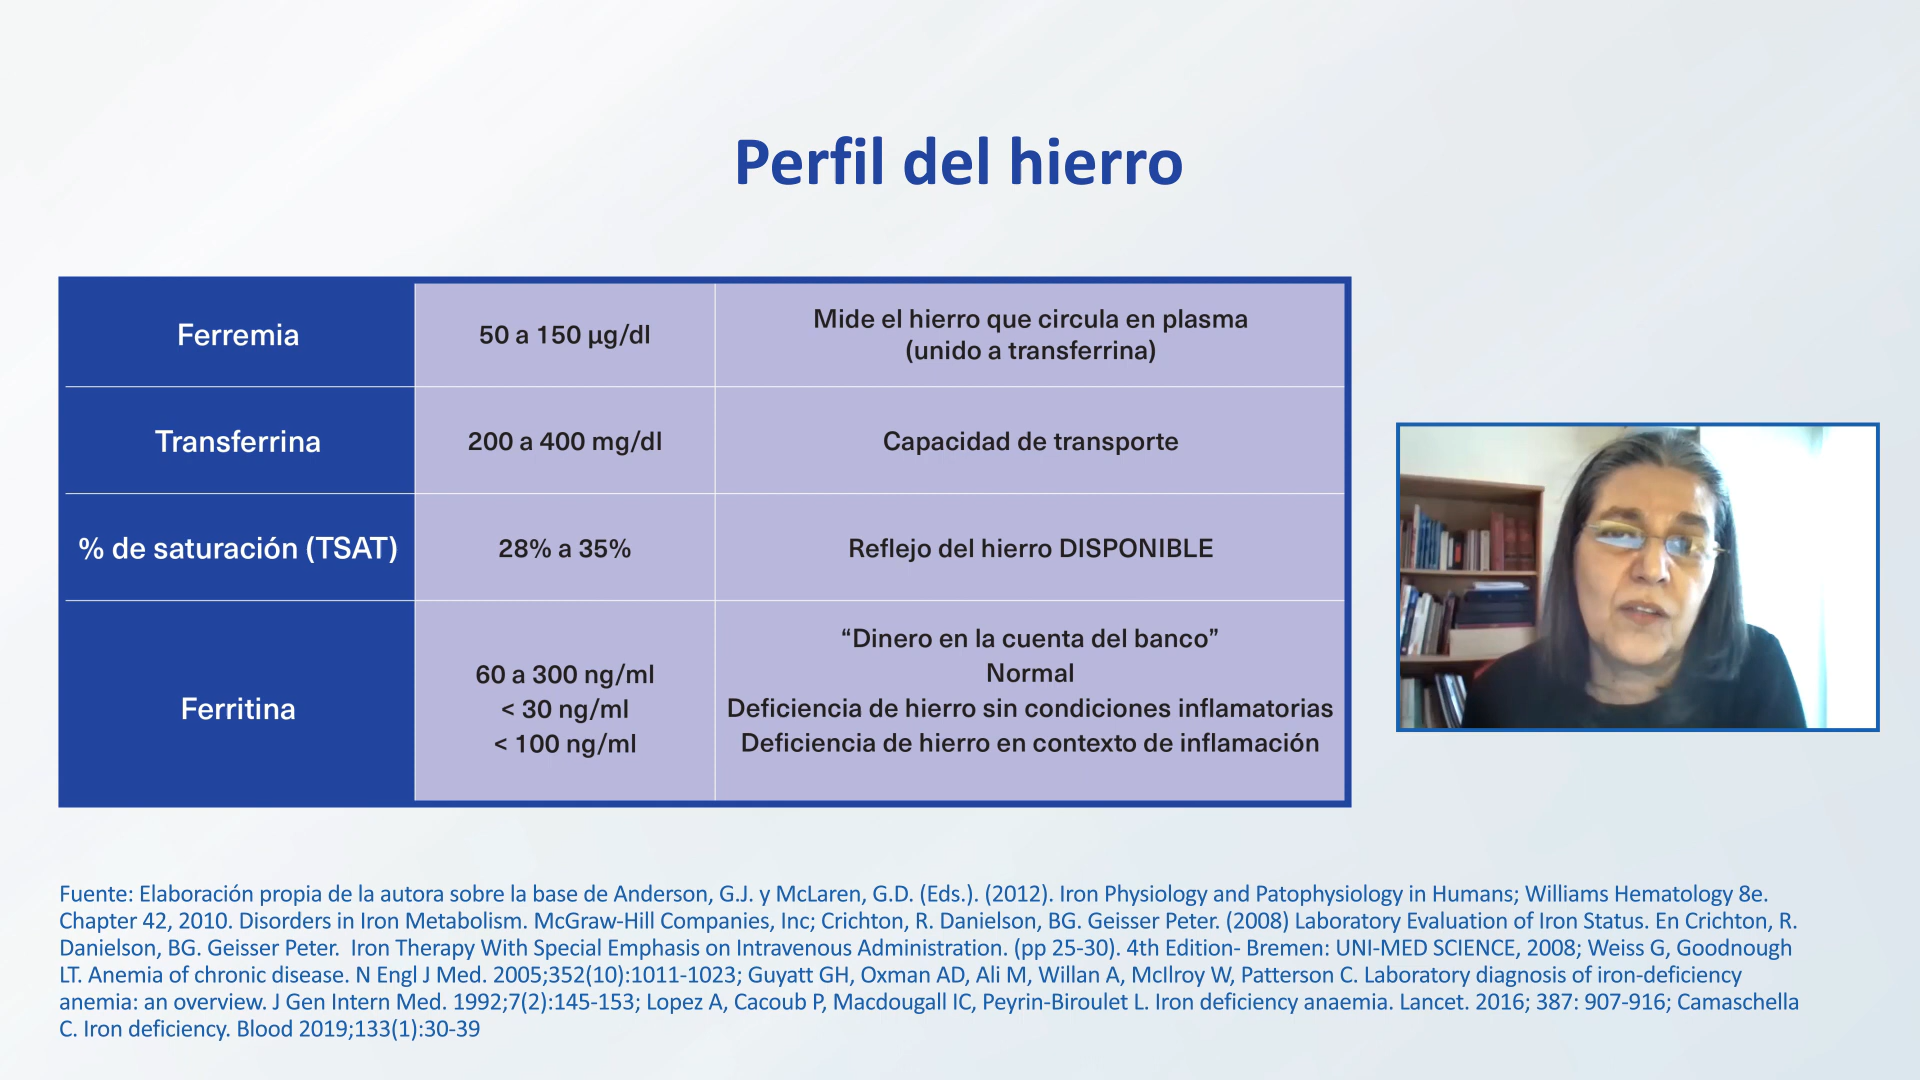 Perfil del hierro
Ferremia
50 a 150 µg/dl
Mide el hierro que circula en plasma
(unido a transferrina)
Transferrina
200 a 400 mg/dl
Capacidad de transporte
% de saturación (TSAT)
28% a 35%
Reflejo del hierro DISPONIBLE
Ferritina
60 a 300 ng/ml
< 30 ng/ml
< 100 ng/ml
“Dinero en la cuenta del banco”
Normal
Deficiencia de hierro sin condiciones inflamatorias
Deficiencia de hierro en contexto de inflamación
Fuente: Elaboración propia de la autora sobre la base de Anderson, G.J. y McLaren, G.D. (Eds.). (2012). Iron Physiology and Patophysiology in Humans; Williams Hematology 8e.
Chapter 42, 2010. Disorders in Iron Metabolism. McGraw-Hill Companies, Inc; Crichton, R. Danielson, BG. Geisser Peter. (2008) Laboratory Evaluation of Iron Status. En Crichton, R.
Danielson, BG. Geisser Peter.  Iron Therapy With Special Emphasis on Intravenous Administration. (pp 25-30). 4th Edition- Bremen: UNI-MED SCIENCE, 2008; Weiss G, Goodnough
LT. Anemia of chronic disease. N Engl J Med. 2005;352(10):1011-1023; Guyatt GH, Oxman AD, Ali M, Willan A, McIlroy W, Patterson C. Laboratory diagnosis of iron-deficiency
anemia: an overview. J Gen Intern Med. 1992;7(2):145-153; Lopez A, Cacoub P, Macdougall IC, Peyrin-Biroulet L. Iron deficiency anaemia. Lancet. 2016; 387: 907-916; Camaschella
C. Iron deficiency. Blood 2019;133(1):30-39